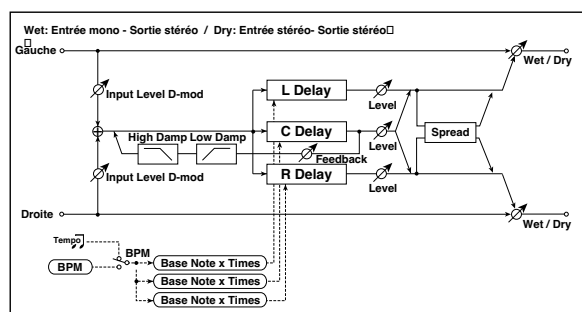 Wet: Entrée mono - Sortie stéréo / Dry: Entrée stéréo- Sortie stéréo
Gauche
Wet / Dry
Input Level D-mod
L Delay
Level
High Damp Low Damp
C Delay
Level
Spread
Feedback
Input Level D-mod
R Delay
Level
Droite
Wet / Dry
Tempo
BPM
BPM
Base Note x Times
Base Note x Times
Base Note x Times